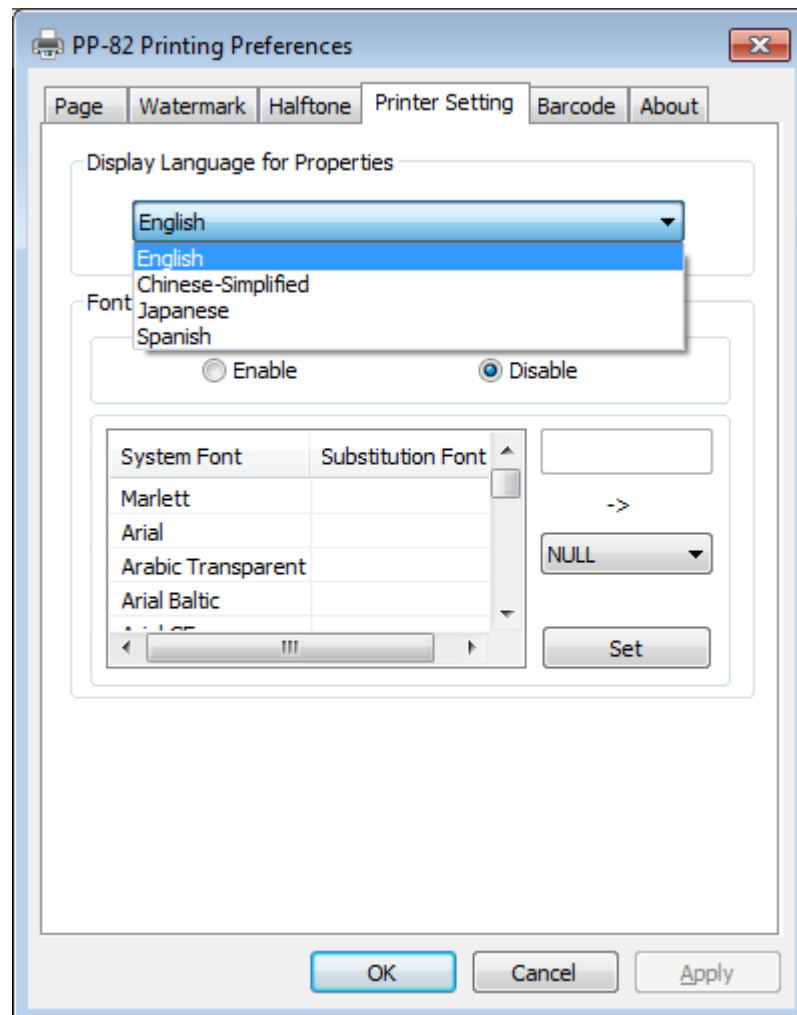 PP-82 Printing Preferences
Page Watermark Halftone Printer Setting Barcode About
Display Language for Properties
English
English
Chinese-Simplified
Japanese
Spanish
Font
Enable Disable
System Font Substitution Font
Marlett
->
Arial
NULL
Arabic Transparent
Arial Baltic
Set
OK Cancel Apply